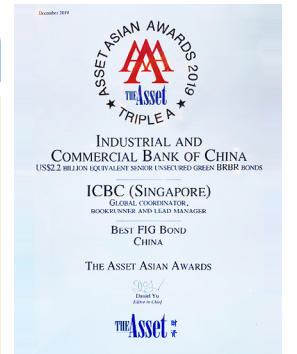 December 2019
ASSET ASIAN AWARDS 2019
AAA
THE Asset
★ TRIPLE A ★
INDUSTRIAL AND
COMMERCIAL BANK OF CHINA
US$2.2 BILLION EQUIVALENT SENIOR UNSECURED GREEN BRBR BONDS
ICBC (SINGAPORE)
GLOBAL COORDINATOR,
BOOKRUNNER AND LEAD MANAGER
BEST FIG BOND
CHINA
THE ASSET ASIAN AWARDS
Daniel Yu
Editor in Chief
THE Asset